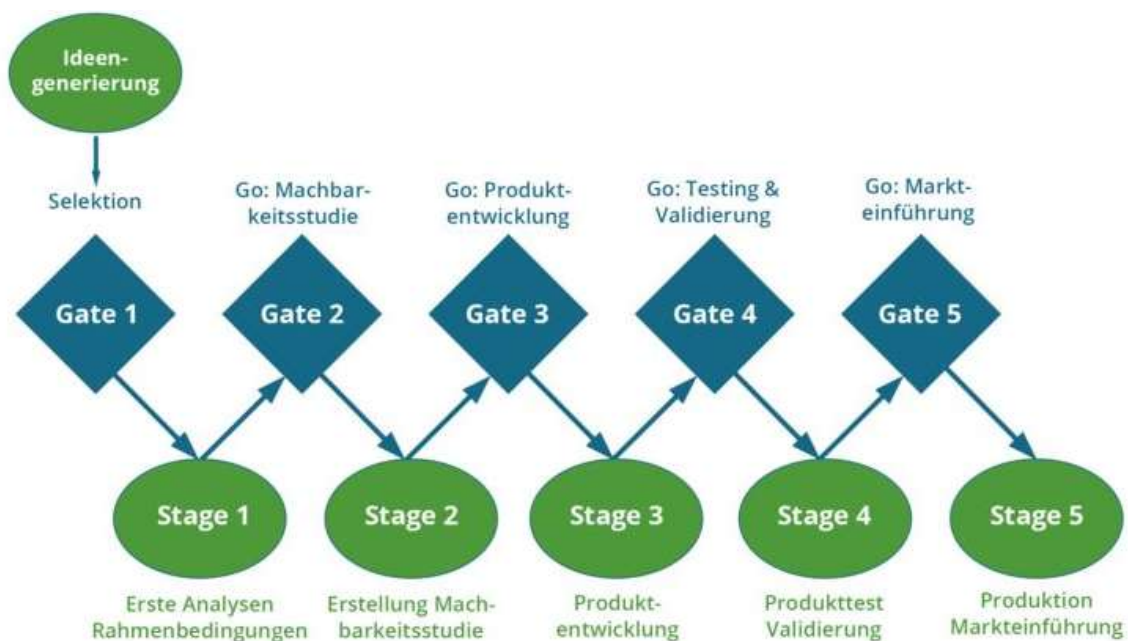 Ideen-
generierung
Selektion
Go: Machbar-
keitsstudie
Go: Produkt-
entwicklung
Go: Testing &
Validierung
Go: Markt-
einführung
Gate 1
Gate 2
Gate 3
Gate 4
Gate 5
Stage 1
Stage 2
Stage 3
Stage 4
Stage 5
Erste Analysen
Rahmenbedingungen
Erstellung Mach-
barkeitsstudie
Produkt-
entwicklung
Produkttest
Validierung
Produktion
Markteinführung